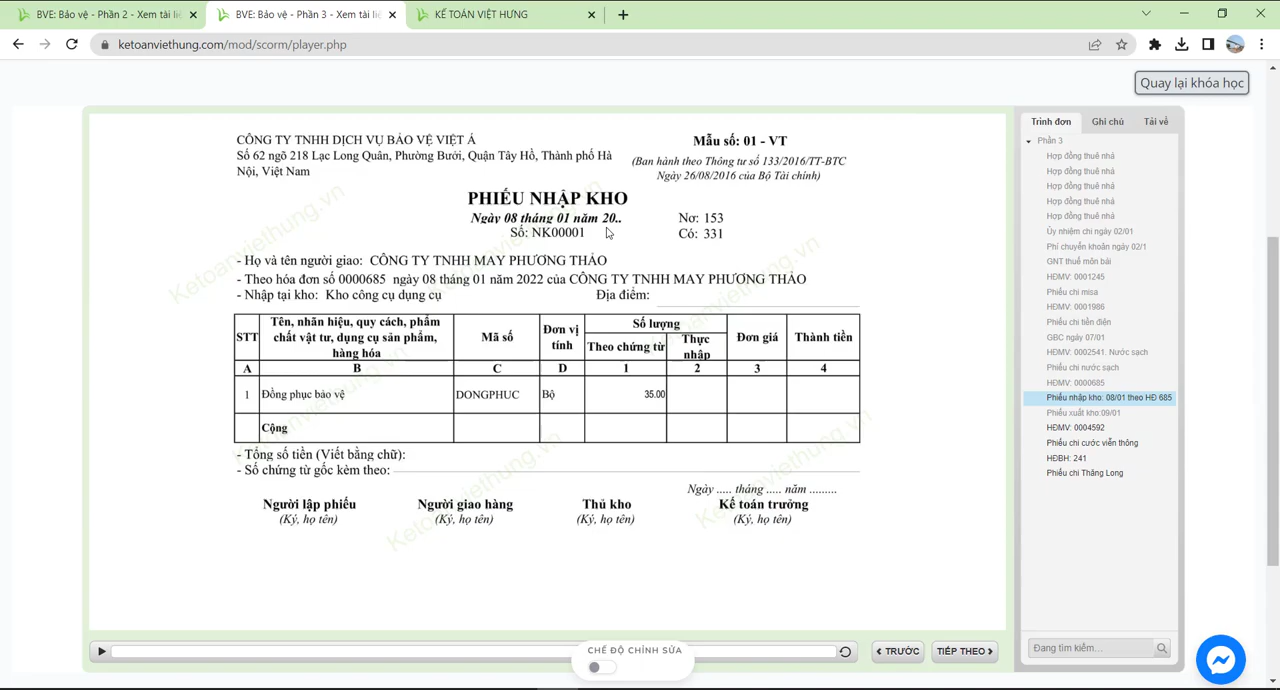 BVE: Bảo vệ - Phần 2 - Xem tài liệ
BVE: Bảo vệ - Phần 3 - Xem tài liệ
KẾ TOÁN VIỆT HƯNG
ketoanviethung.com/mod/scorm/player.php
Quay lại khóa học
CÔNG TY TNHH DỊCH VỤ BẢO VỆ VIỆT Á
Số 62 ngõ 218 Lạc Long Quân, Phường Bưởi, Quận Tây Hồ, Thành phố Hà
Nội, Việt Nam
Mẫu số: 01 - VT
(Ban hành theo Thông tư số 133/2016/TT-BTC
Ngày 26/08/2016 của Bộ Tài chính)
PHIẾU NHẬP KHO
Ngày 08 tháng 01 năm 20..
Số: NK00001
Nợ: 153
Có: 331
- Họ và tên người giao: CÔNG TY TNHH MAY PHƯƠNG THẢO
- Theo hóa đơn số 0000685 ngày 08 tháng 01 năm 2022 của CÔNG TY TNHH MAY PHƯƠNG THẢO
- Nhập tại kho: Kho công cụ dụng cụ Địa điểm:
STT
Tên, nhãn hiệu, quy cách, phẩm
chất vật tư, dụng cụ sản phẩm,
hàng hóa
Mã số
Đơn vị
tính
Số lượng
Theo chứng từ
Thực
nhập
Đơn giá
Thành tiền
A B C D 1 2 3 4
1 Đồng phục bảo vệ DONGPHUC Bộ 35.00
Cộng
- Tổng số tiền (Viết bằng chữ):
- Số chứng từ gốc kèm theo:
Ngày ..... tháng ..... năm .........
Người lập phiếu Người giao hàng Thủ kho Kế toán trưởng
(Ký, họ tên) (Ký, họ tên) (Ký, họ tên) (Ký, họ tên)
Ketoanviethung.vn
Ketoanviethung.vn
Ketoanviethung.vn
Ketoanviethung.vn
Trình đơn Ghi chú Tải về
Phần 3
Hợp đồng thuê nhà
Hợp đồng thuê nhà
Hợp đồng thuê nhà
Hợp đồng thuê nhà
Hợp đồng thuê nhà
Ủy nhiệm chi ngày 02/01
Phí chuyển khoản ngày 02/1
GNT thuế môn bài
HĐMV: 0001245
Phiếu chi misa
HĐMV: 0001986
Phiếu chi tiền điện
GBC ngày 07/01
HĐMV: 0002541. Nước sạch
Phiếu chi nước sạch
HĐMV: 0000685
Phiếu nhập kho: 08/01 theo HĐ 685
Phiếu xuất kho:09/01
HĐMV: 0004592
Phiếu chi cước viễn thông
HĐBH: 241
Phiếu chi Thăng Long
Đang tìm kiếm...
CHẾ ĐỘ CHỈNH SỬA
TRƯỚC
TIẾP THEO